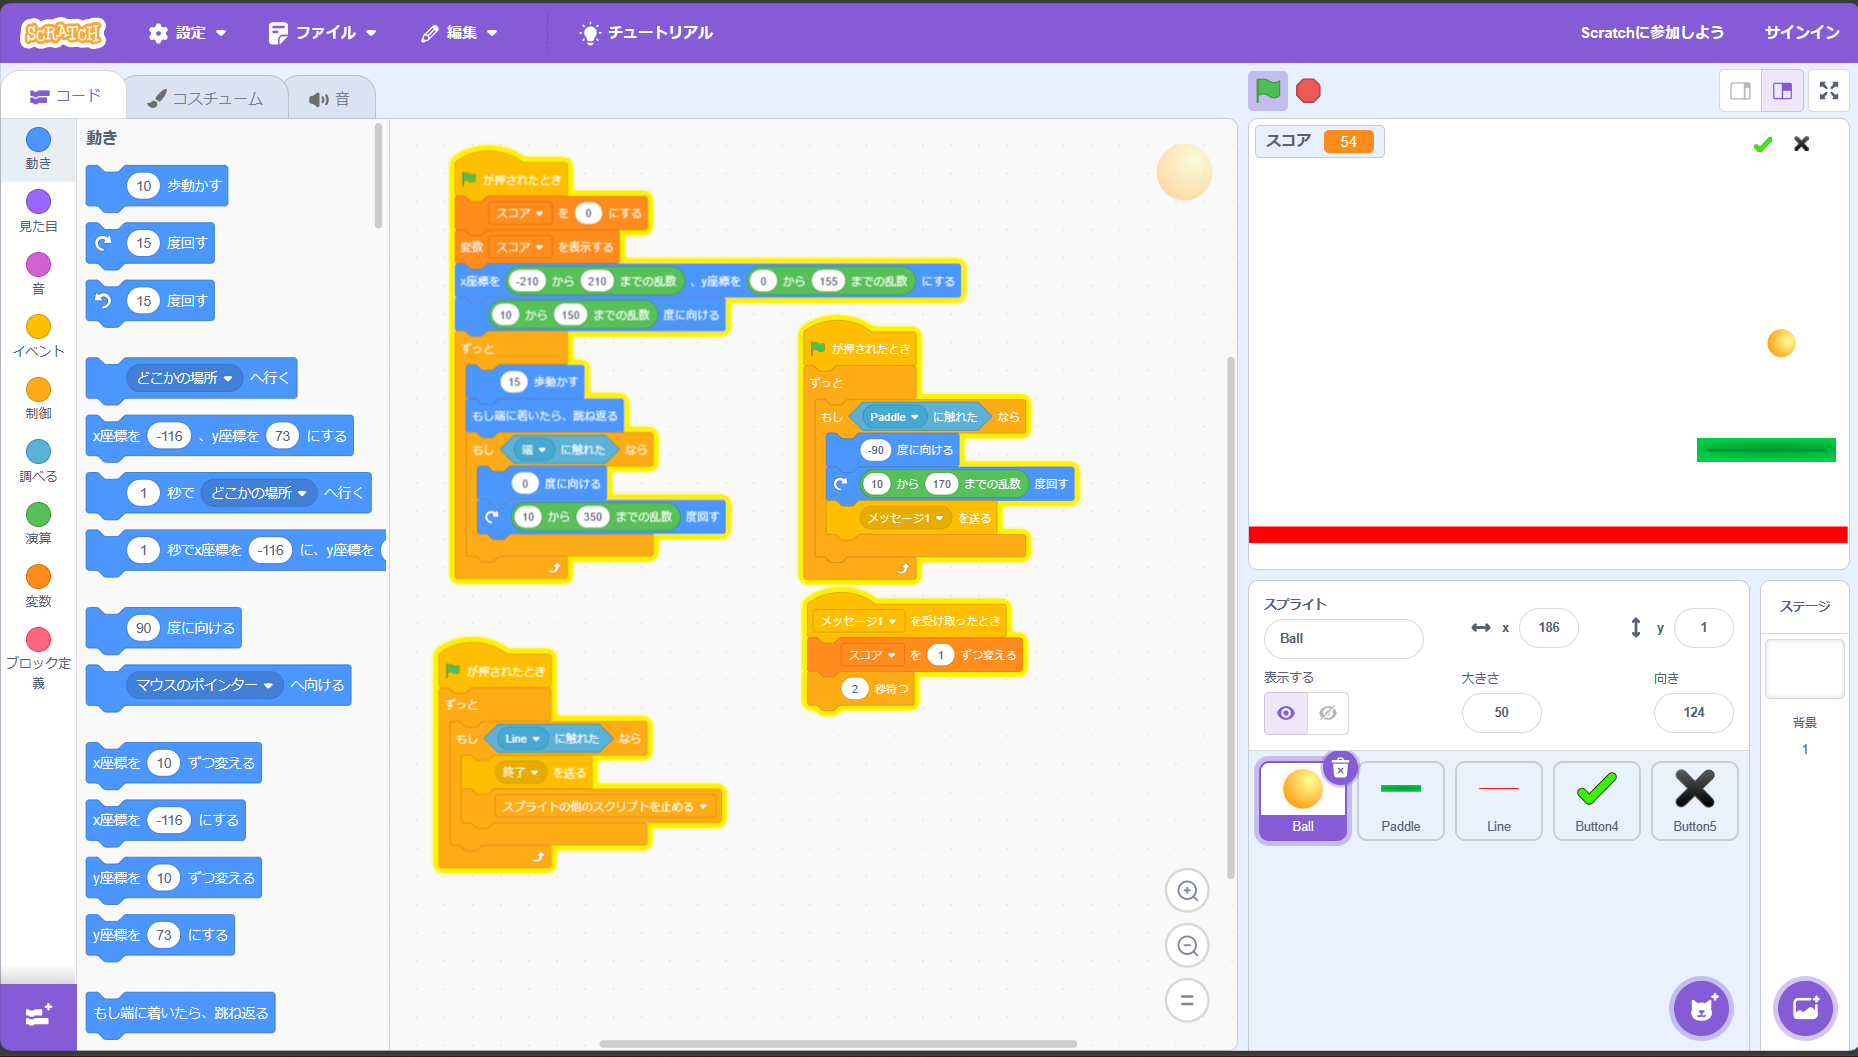 SCRATCH
設定
ファイル
編集
チュートリアル
Scratchに参加しよう
サインイン
コード
コスチューム
音
動き
見た目
音
イベント
制御
調べる
演算
変数
ブロック定義
動き
10 歩動かす
15 度回す
15 度回す
どこかの場所 へ行く
x座標を -116 、y座標を 73 にする
1 秒で どこかの場所 へ行く
1 秒でx座標を -116 に、y座標を
90 度に向ける
マウスのポインター へ向ける
x座標を 10 ずつ変える
x座標を -116 にする
y座標を 10 ずつ変える
y座標を 73 にする
もし端に着いたら、跳ね返る
が押されたとき
スコア を 0 にする
変数 スコア を表示する
x座標を -210 から 210 までの乱数 、y座標を 0 から 155 までの乱数 にする
10 から 150 までの乱数 度に向ける
ずっと
15 歩動かす
もし端に着いたら、跳ね返る
もし 端 に触れた なら
0 度に向ける
10 から 350 までの乱数 度回す
が押されたとき
ずっと
もし Paddle に触れた なら
-90 度に向ける
10 から 170 までの乱数 度回す
メッセージ1 を送る
メッセージ1 を受け取ったとき
スコア を 1 ずつ変える
2 秒待つ
が押されたとき
ずっと
もし Line に触れた なら
終了 を送る
スプライトの他のスクリプトを止める
スコア 54
スプライト
Ball
x 186
y 1
表示する
大きさ
50
向き
124
Ball
Paddle
Line
Button4
Button5
ステージ
背景
1